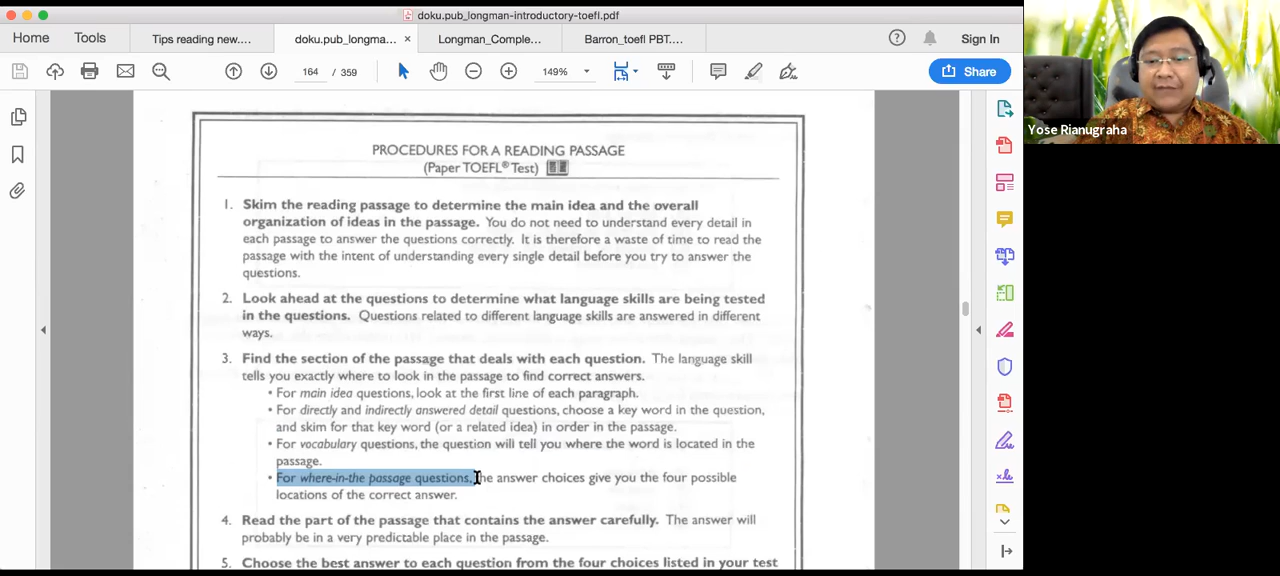 doku.pub_longman-introductory-toefl.pdf
Home
Tools
Tips reading new....
doku.pub_longma... ×
Longman_Comple...
Barron_toefl PBT....
Sign In
164 / 359
149%
Share
Yose Rianugraha
PROCEDURES FOR A READING PASSAGE
(Paper TOEFL® Test)
1. Skim the reading passage to determine the main idea and the overall
organization of ideas in the passage. You do not need to understand every detail in
each passage to answer the questions correctly. It is therefore a waste of time to read the
passage with the intent of understanding every single detail before you try to answer the
questions.
2. Look ahead at the questions to determine what language skills are being tested
in the questions. Questions related to different language skills are answered in different
ways.
3. Find the section of the passage that deals with each question. The language skill
tells you exactly where to look in the passage to find correct answers.
• For main idea questions, look at the first line of each paragraph.
• For directly and indirectly answered detail questions, choose a key word in the question,
and skim for that key word (or a related idea) in order in the passage.
• For vocabulary questions, the question will tell you where the word is located in the
passage.
• For where-in-the passage questions, the answer choices give you the four possible
locations of the correct answer.
4. Read the part of the passage that contains the answer carefully. The answer will
probably be in a very predictable place in the passage.
5. Choose the best answer to each question from the four choices listed in your test